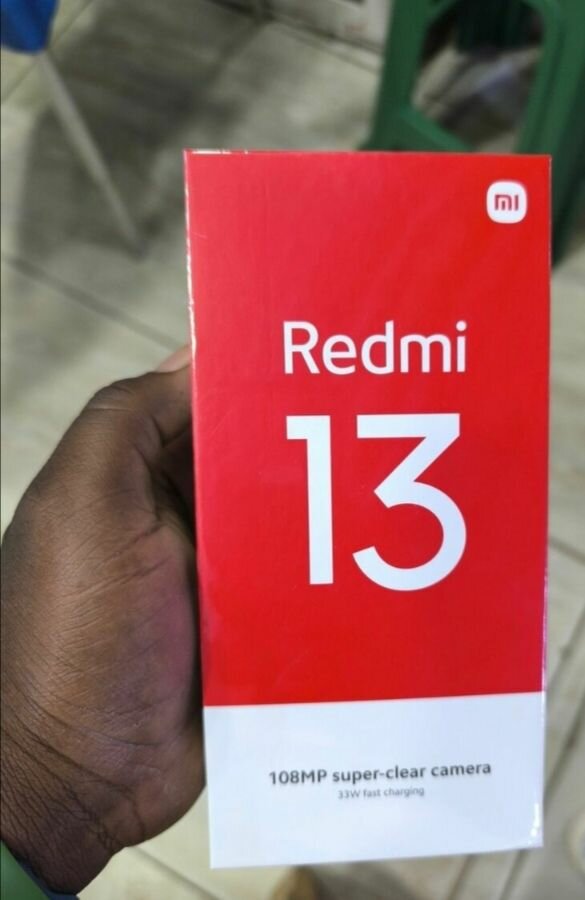 mi
Redmi
13
108MP super-clear camera
33W fast charging